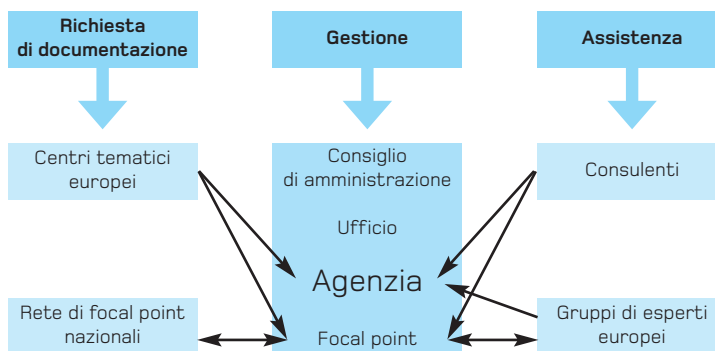 Richiesta
di documentazione
Gestione
Assistenza
Centri tematici
europei
Consiglio
di amministrazione
Consulenti
Ufficio
Agenzia
Rete di focal point
nazionali
Focal point
Gruppi di esperti
europei